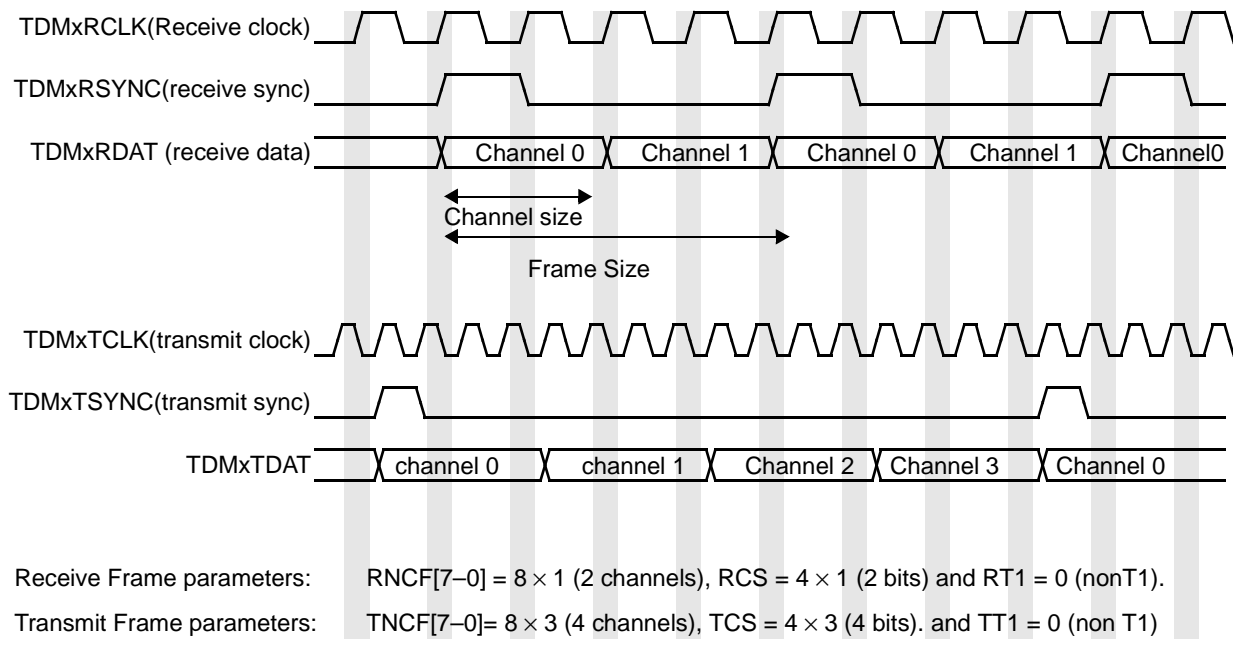 TDMxRCLK(Receive clock)
TDMxRSYNC(receive sync)
TDMxRDAT (receive data) Channel 0 Channel 1 Channel 0 Channel 1 Channel0
Channel size
Frame Size
TDMxTCLK(transmit clock)
TDMxTSYNC(transmit sync)
TDMxTDAT channel 0 channel 1 Channel 2 Channel 3 Channel 0
Receive Frame parameters: RNCF[7–0] = 8 × 1 (2 channels), RCS = 4 × 1 (2 bits) and RT1 = 0 (nonT1).
Transmit Frame parameters: TNCF[7–0]= 8 × 3 (4 channels), TCS = 4 × 3 (4 bits). and TT1 = 0 (non T1)